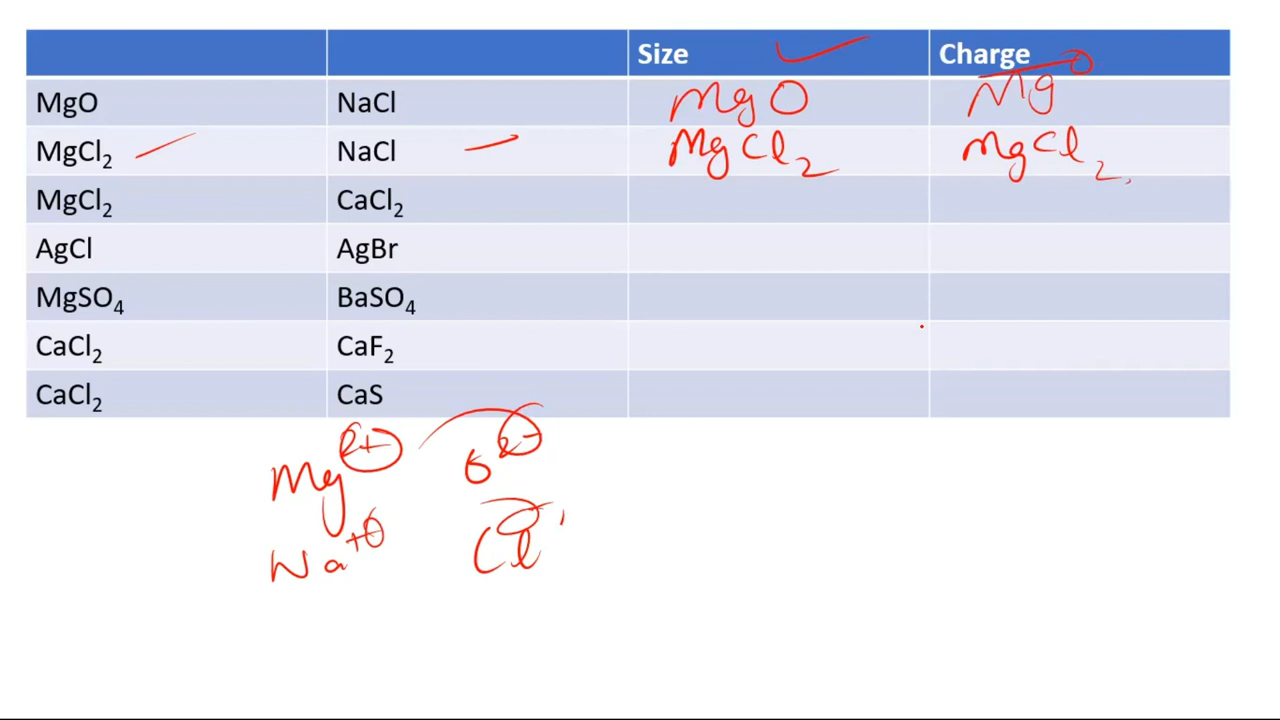 Size Charge
MgO NaCl MgO Mg
MgCl₂ NaCl MgCl₂ MgCl₂
MgCl₂ CaCl₂
AgCl AgBr
MgSO₄ BaSO₄
CaCl₂ CaF₂
CaCl₂ CaS
Mg²⁺ O²⁻
Na⁺ Cl